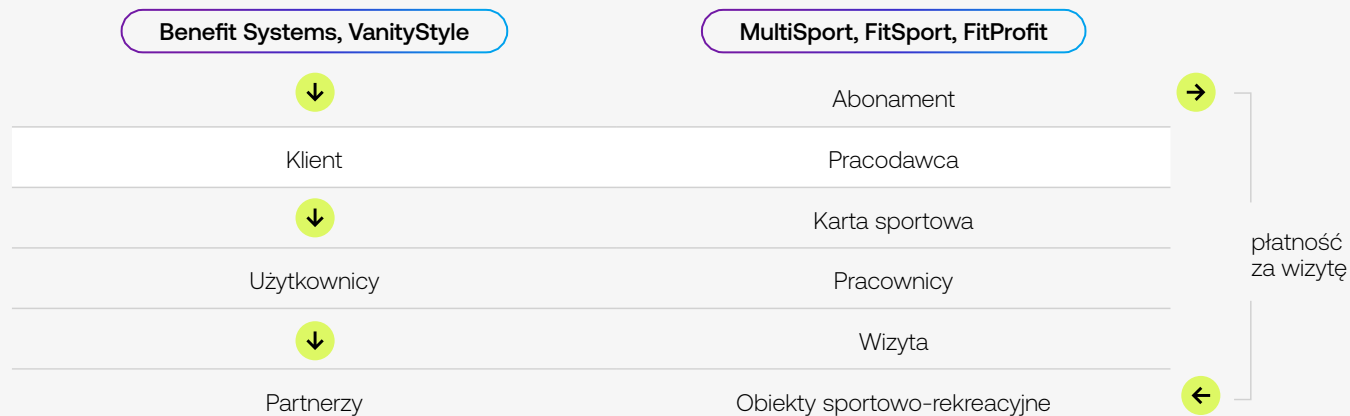 Benefit Systems, VanityStyle
MultiSport, FitSport, FitProfit
Abonament
Klient
Pracodawca
Karta sportowa
płatność
za wizytę
Użytkownicy
Pracownicy
Wizyta
Partnerzy
Obiekty sportowo-rekreacyjne